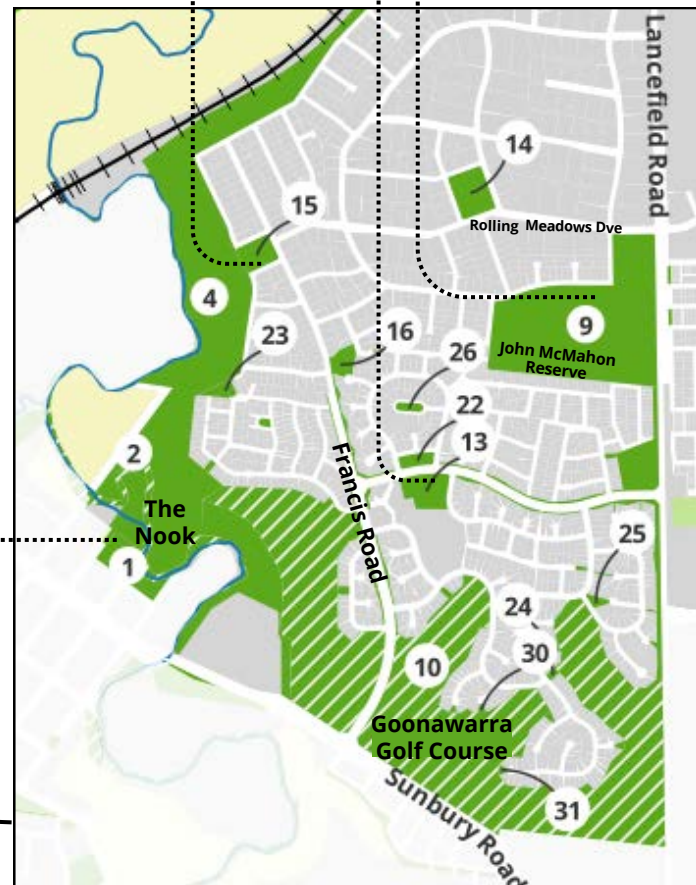 Lancefield Road
14
15
Rolling Meadows Dve
4
9
23
16
26
John McMahon
Reserve
22
13
2
Francis Road
The
Nook
25
1
24
30
10
Goonawarra
Golf Course
31
Sunbury Road